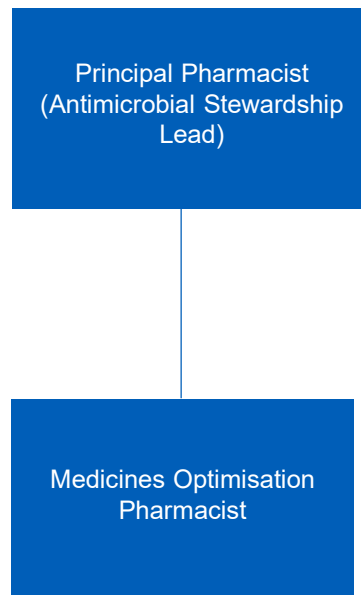 Principal Pharmacist
(Antimicrobial Stewardship
Lead)
Medicines Optimisation
Pharmacist